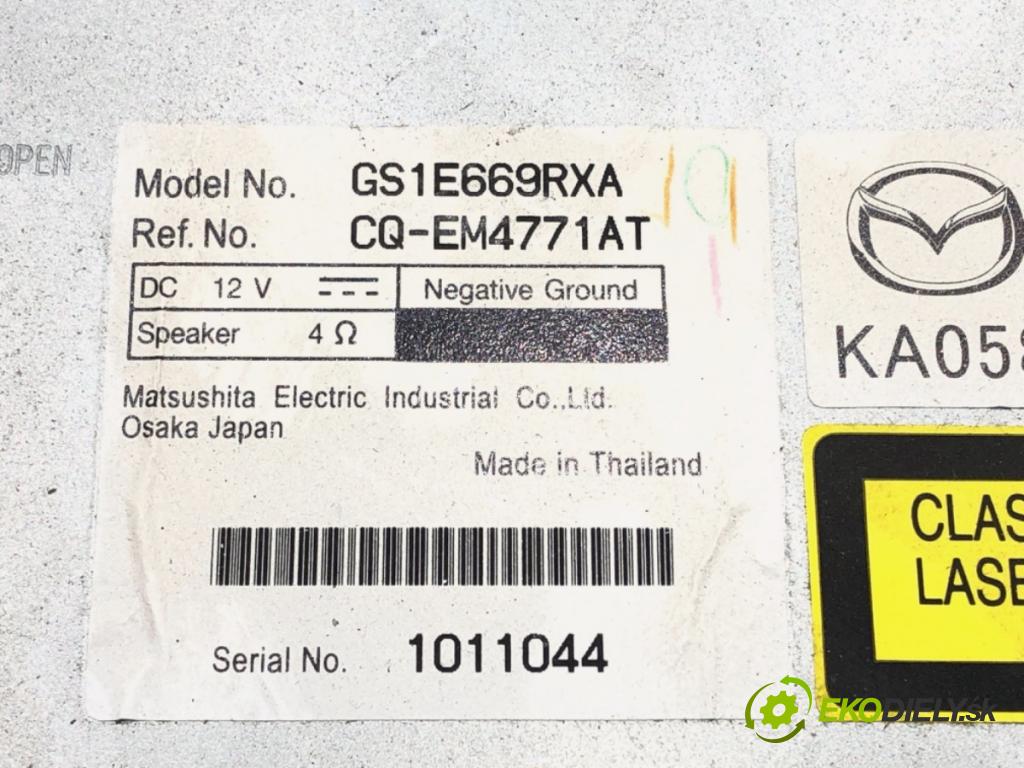 OPEN
Model No. GS1E669RXA
Ref. No. CQ-EM4771AT
DC 12 V Negative Ground
Speaker 4 Ω
Matsushita Electric Industrial Co.,Ltd.
Osaka Japan
Made in Thailand
Serial No. 1011044
KA058
CLAS
LASE
EKODIELY.sk